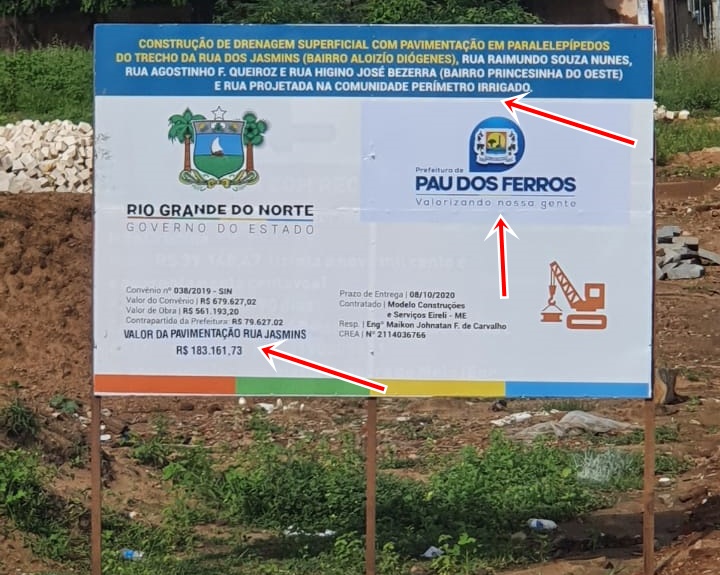 CONSTRUÇÃO DE DRENAGEM SUPERFICIAL COM PAVIMENTAÇÃO EM PARALELEPÍPEDOS
DO TRECHO DA RUA DOS JASMINS (BAIRRO ALOIZÍO DIÓGENES), RUA RAIMUNDO SOUZA NUNES,
RUA AGOSTINHO F. QUEIROZ E RUA HIGINO JOSÉ BEZERRA (BAIRRO PRINCESINHA DO OESTE)
E RUA PROJETADA NA COMUNIDADE PERÍMETRO IRRIGADO.
RIO GRANDE DO NORTE
GOVERNO DO ESTADO
Prefeitura de
PAU DOS FERROS
Valorizando nossa gente
Convênio nº 038/2019 - SIN
Valor do Convênio | R$ 679.627,02
Valor de Obra | R$ 561.193,20
Contrapartida da Prefeitura: R$ 79.627.02
VALOR DA PAVIMENTAÇÃO RUA JASMINS
R$ 183.161,73
Prazo de Entrega | 08/10/2020
Contratado | Modelo Construções
e Serviços Eireli - ME
Resp. | Engº Maikon Johnatan F. de Carvalho
CREA | Nº 2114036766